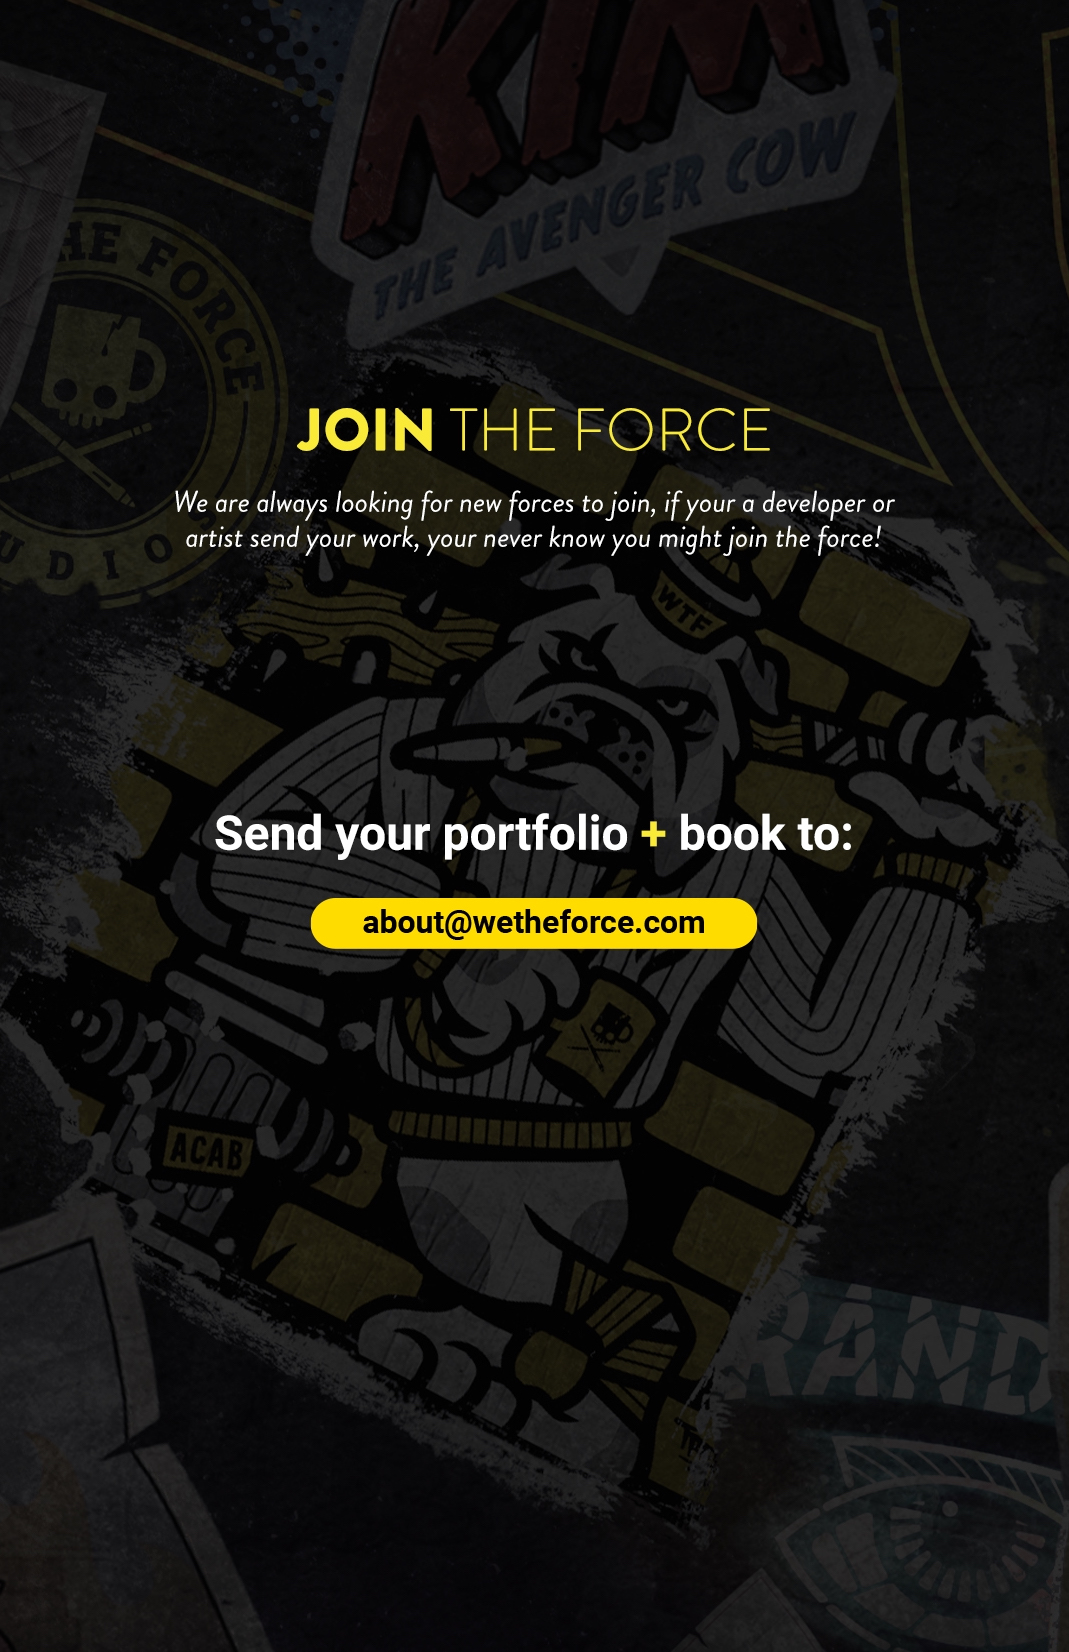 KIM
THE AVENGER COW
HE FORCE
UDIO
JOIN THE FORCE
We are always looking for new forces to join, if your a developer or
artist send your work, your never know you might join the force!
WTF
Send your portfolio + book to:
about@wetheforce.com
ACAB
RAND